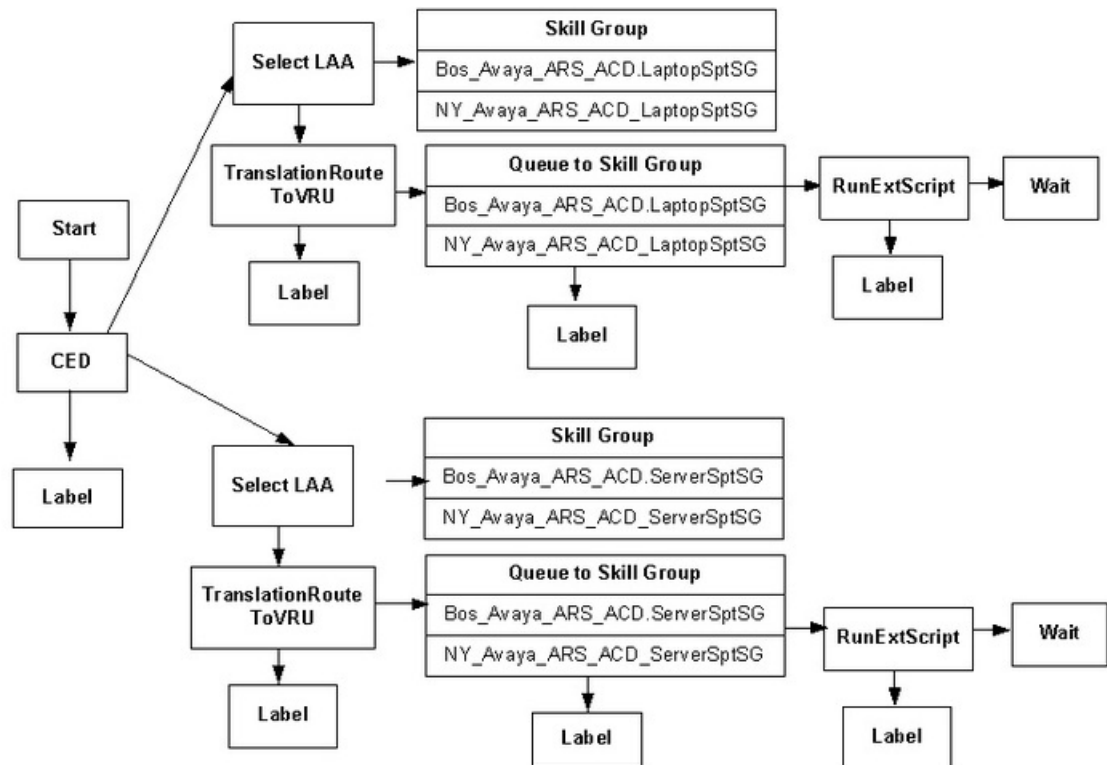 Select LAA
Skill Group
Bos_Avaya_ARS_ACD.LaptopSptSG
NY_Avaya_ARS_ACD_LaptopSptSG
TranslationRoute
ToVRU
Queue to Skill Group
Bos_Avaya_ARS_ACD.LaptopSptSG
NY_Avaya_ARS_ACD_LaptopSptSG
RunExtScript
Wait
Start
Label
Label
Label
CED
Label
Select LAA
Skill Group
Bos_Avaya_ARS_ACD.ServerSptSG
NY_Avaya_ARS_ACD_ServerSptSG
TranslationRoute
ToVRU
Queue to Skill Group
Bos_Avaya_ARS_ACD.ServerSptSG
NY_Avaya_ARS_ACD_ServerSptSG
RunExtScript
Wait
Label
Label
Label